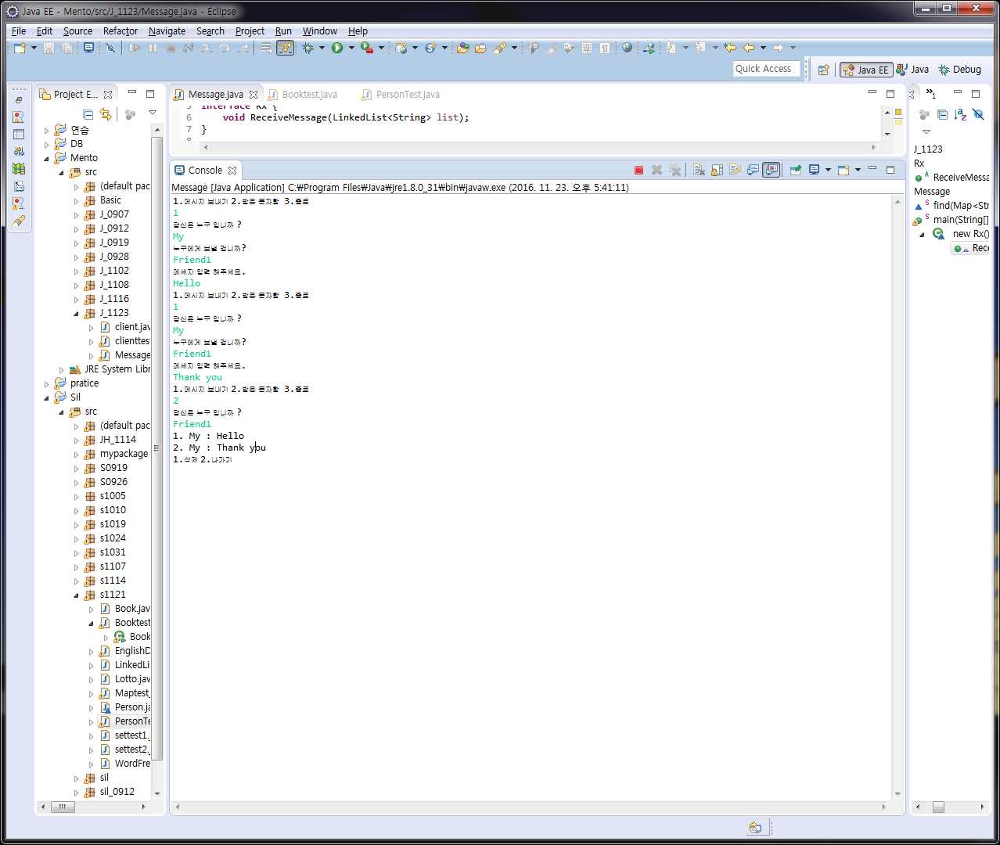 Java EE - Mento/src/J_1123/Message.java - Eclipse
File Edit Source Refactor Navigate Search Project Run Window Help
Quick Access
Java EE
Java
Debug
Project E...
연습
DB
Mento
src
(default pac
Basic
J_0907
J_0912
J_0919
J_0928
J_1102
J_1108
J_1116
J_1123
client.jav
clienttes
Message
JRE System Libr
pratice
Sil
src
(default pac
JH_1114
mypackage
S0919
S0926
s1005
s1010
s1019
s1024
s1031
s1107
s1114
s1121
Book.jav
Booktest
Book
EnglishD
LinkedLi
Lotto.jav
Maptest_
Person.ja
PersonTe
settest1.
settest2.
WordFre
sil
sil_0912
Message.java
Booktest.java
PersonTest.java
5 interface Rx {
6 void ReceiveMessage(LinkedList<String> list);
7 }
8
Console
Message [Java Application] C:₩Program Files₩Java₩jre1.8.0_31₩bin₩javaw.exe (2016. 11. 23. 오후 5:41:11)
1.메시지 보내기 2.받은 문자함 3.종료
1
당신은 누구 입니까 ?
My
누구에게 보낼 겁니까?
Friend1
메세지 입력 해주세요.
Hello
1.메시지 보내기 2.받은 문자함 3.종료
1
당신은 누구 입니까 ?
My
누구에게 보낼 겁니까?
Friend1
메세지 입력 해주세요.
Thank you
1.메시지 보내기 2.받은 문자함 3.종료
2
당신은 누구 입니까 ?
Friend1
1. My : Hello
2. My : Thank you
1.삭제 2.나가기
»1
J_1123
Rx
ReceiveMessa
Message
find(Map<Str
main(String[]
new Rx()
Rece